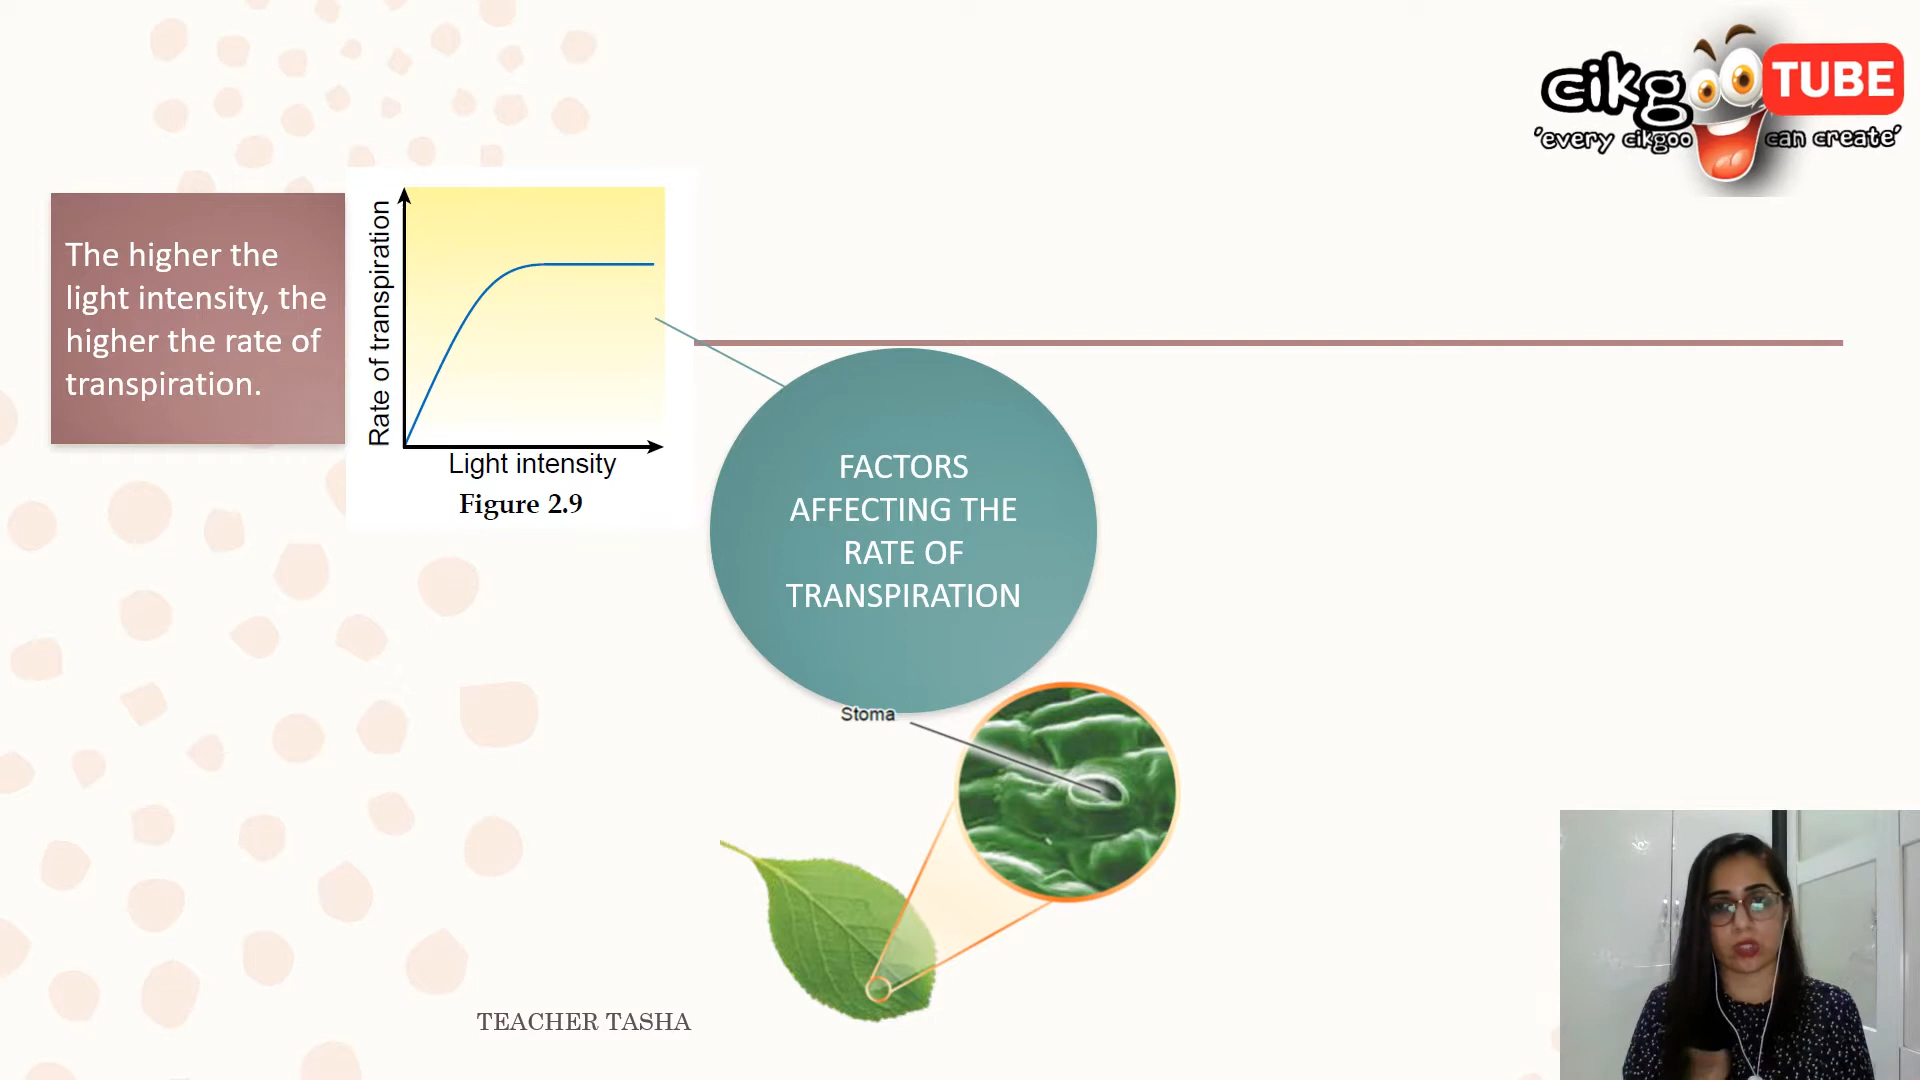 cikgoo TUBE
'every cikgoo can create'
The higher the
light intensity, the
higher the rate of
transpiration.
Rate of transpiration
Light intensity
Figure 2.9
FACTORS
AFFECTING THE
RATE OF
TRANSPIRATION
Stoma
TEACHER TASHA